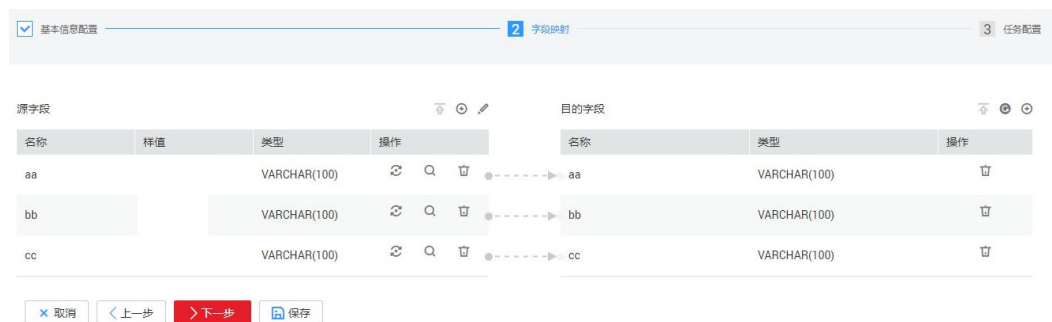 基本信息配置 2 字段映射 3 任务配置
源字段 目的字段
名称 样值 类型 操作 名称 类型 操作
aa VARCHAR(100) aa VARCHAR(100)
bb VARCHAR(100) bb VARCHAR(100)
cc VARCHAR(100) cc VARCHAR(100)
取消 上一步 下一步 保存